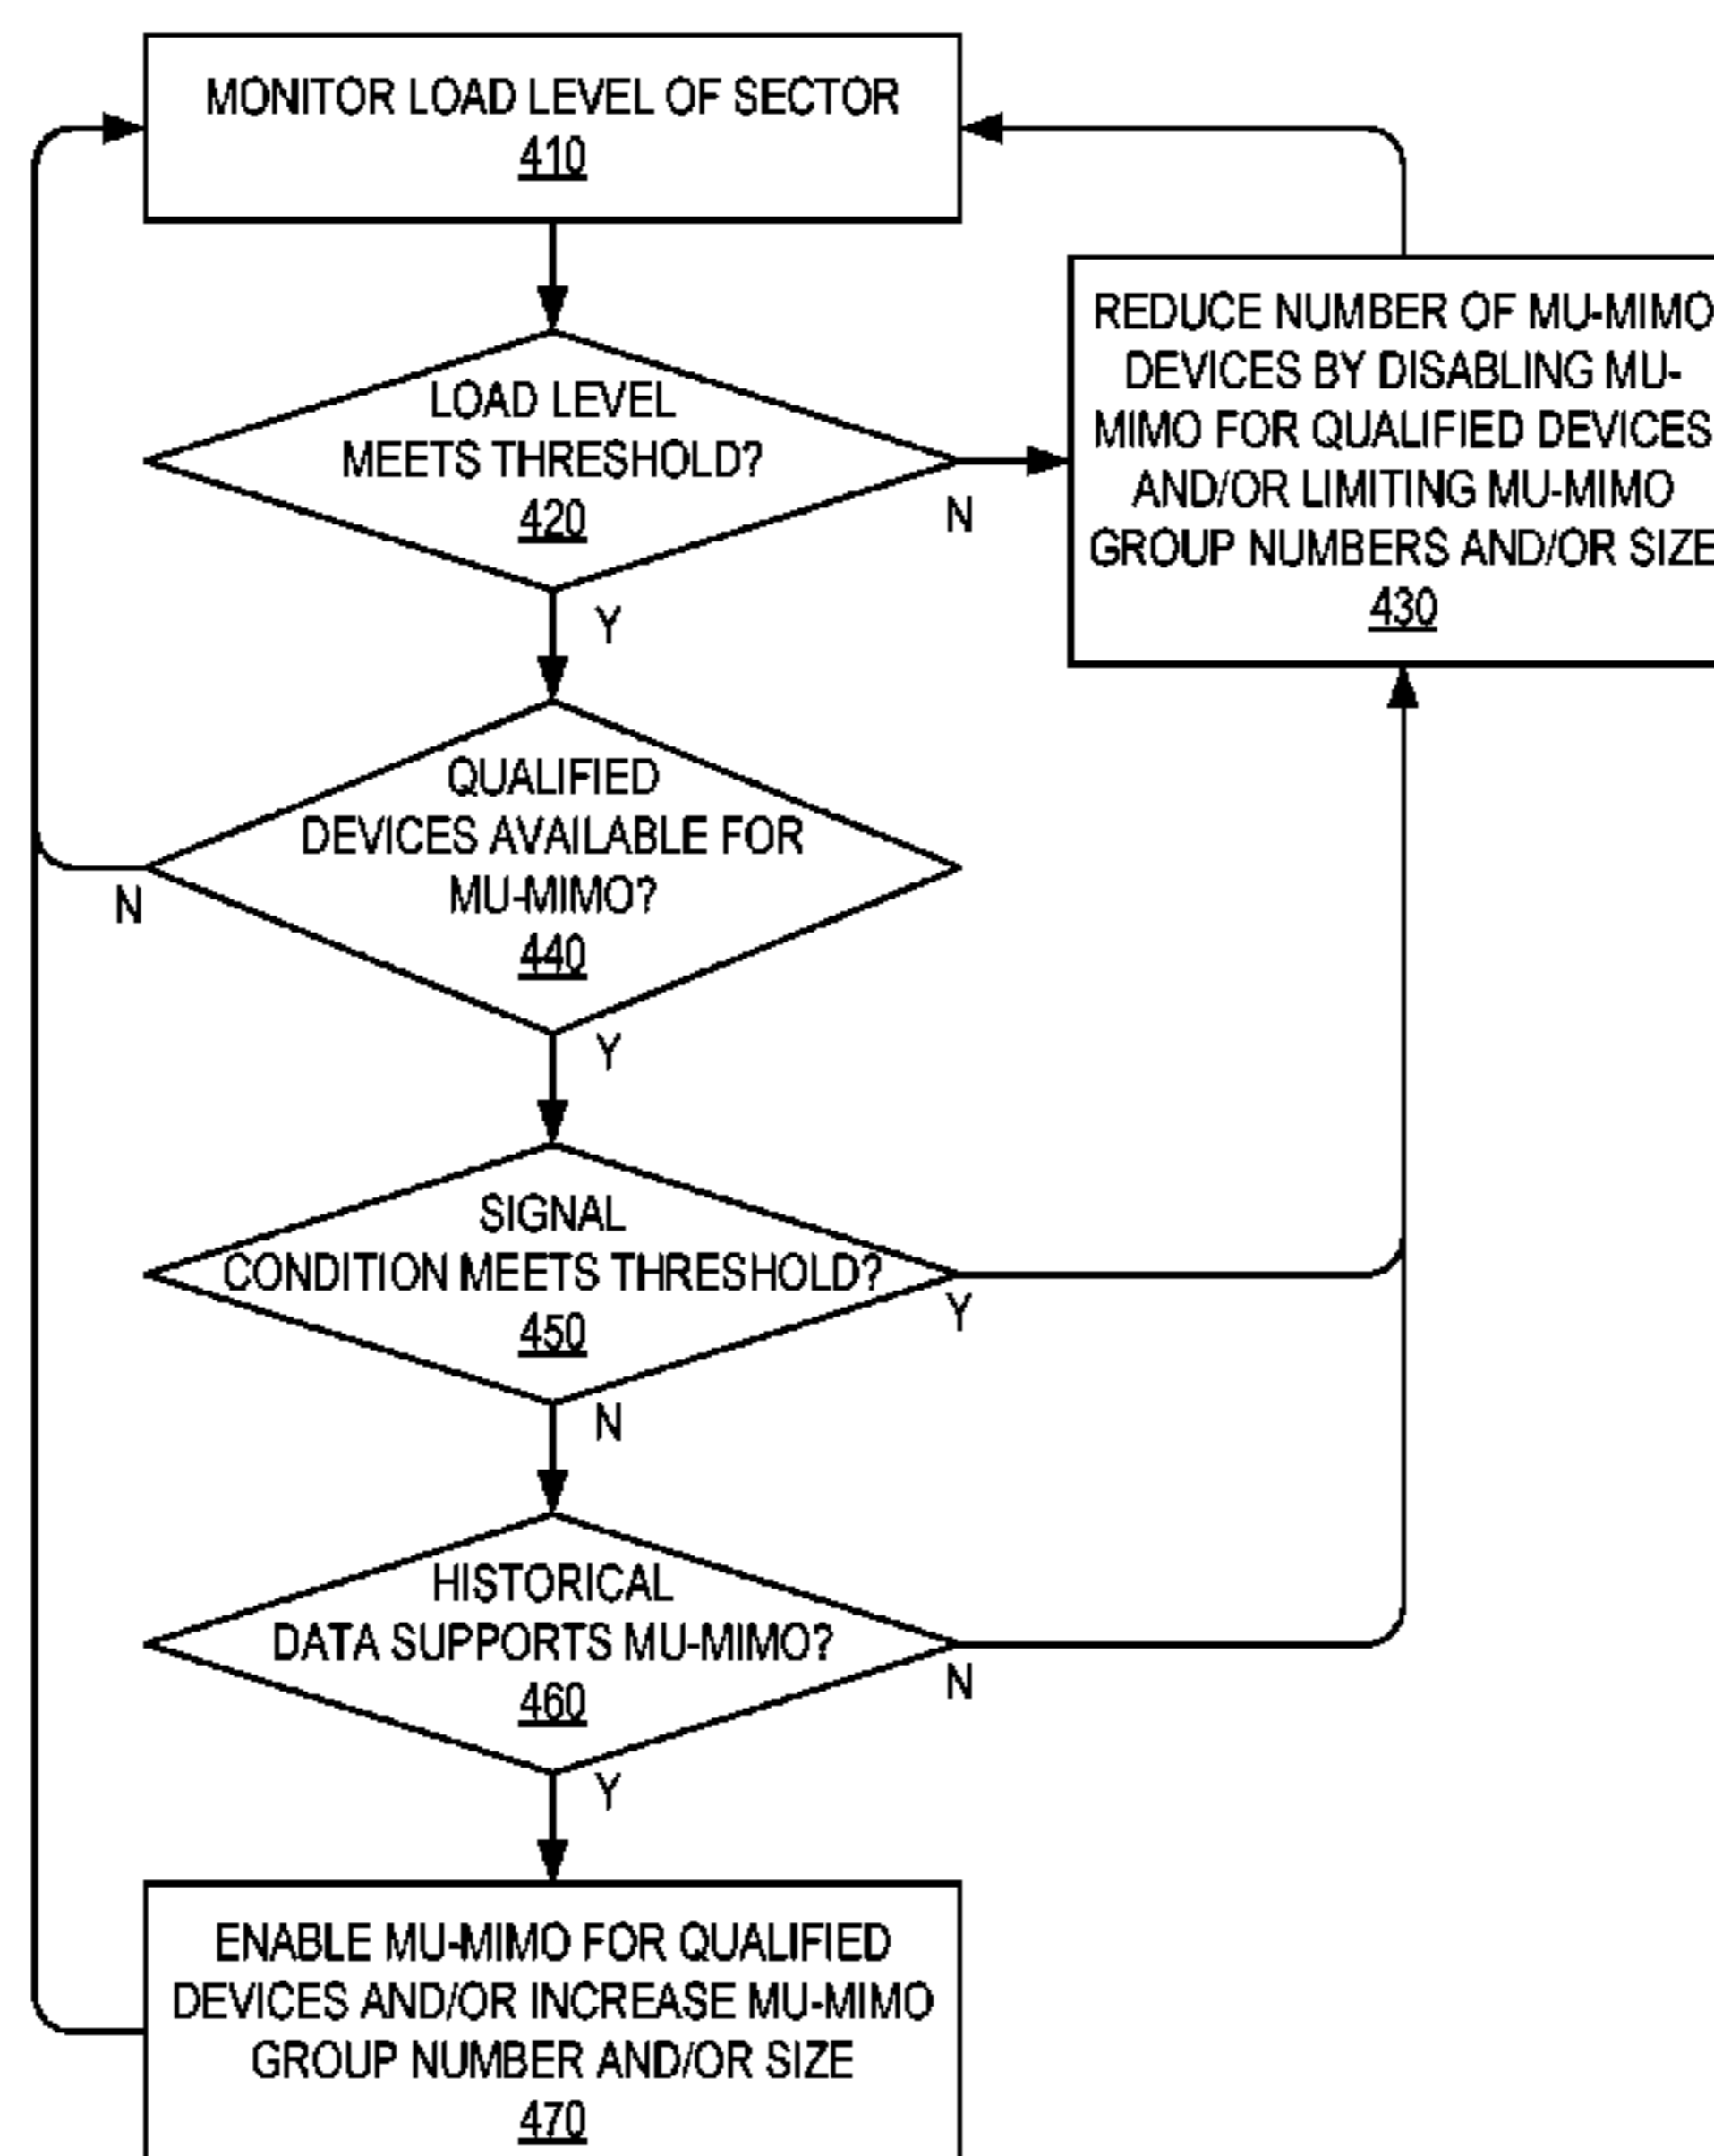 MONITOR LOAD LEVEL OF SECTOR
410
LOAD LEVEL
MEETS THRESHOLD?
420
N
Y
REDUCE NUMBER OF MU-MIMO
DEVICES BY DISABLING MU-
MIMO FOR QUALIFIED DEVICES
AND/OR LIMITING MU-MIMO
GROUP NUMBERS AND/OR SIZE
430
QUALIFIED
DEVICES AVAILABLE FOR
MU-MIMO?
440
N
Y
SIGNAL
CONDITION MEETS THRESHOLD?
450
Y
N
HISTORICAL
DATA SUPPORTS MU-MIMO?
460
N
Y
ENABLE MU-MIMO FOR QUALIFIED
DEVICES AND/OR INCREASE MU-MIMO
GROUP NUMBER AND/OR SIZE
470